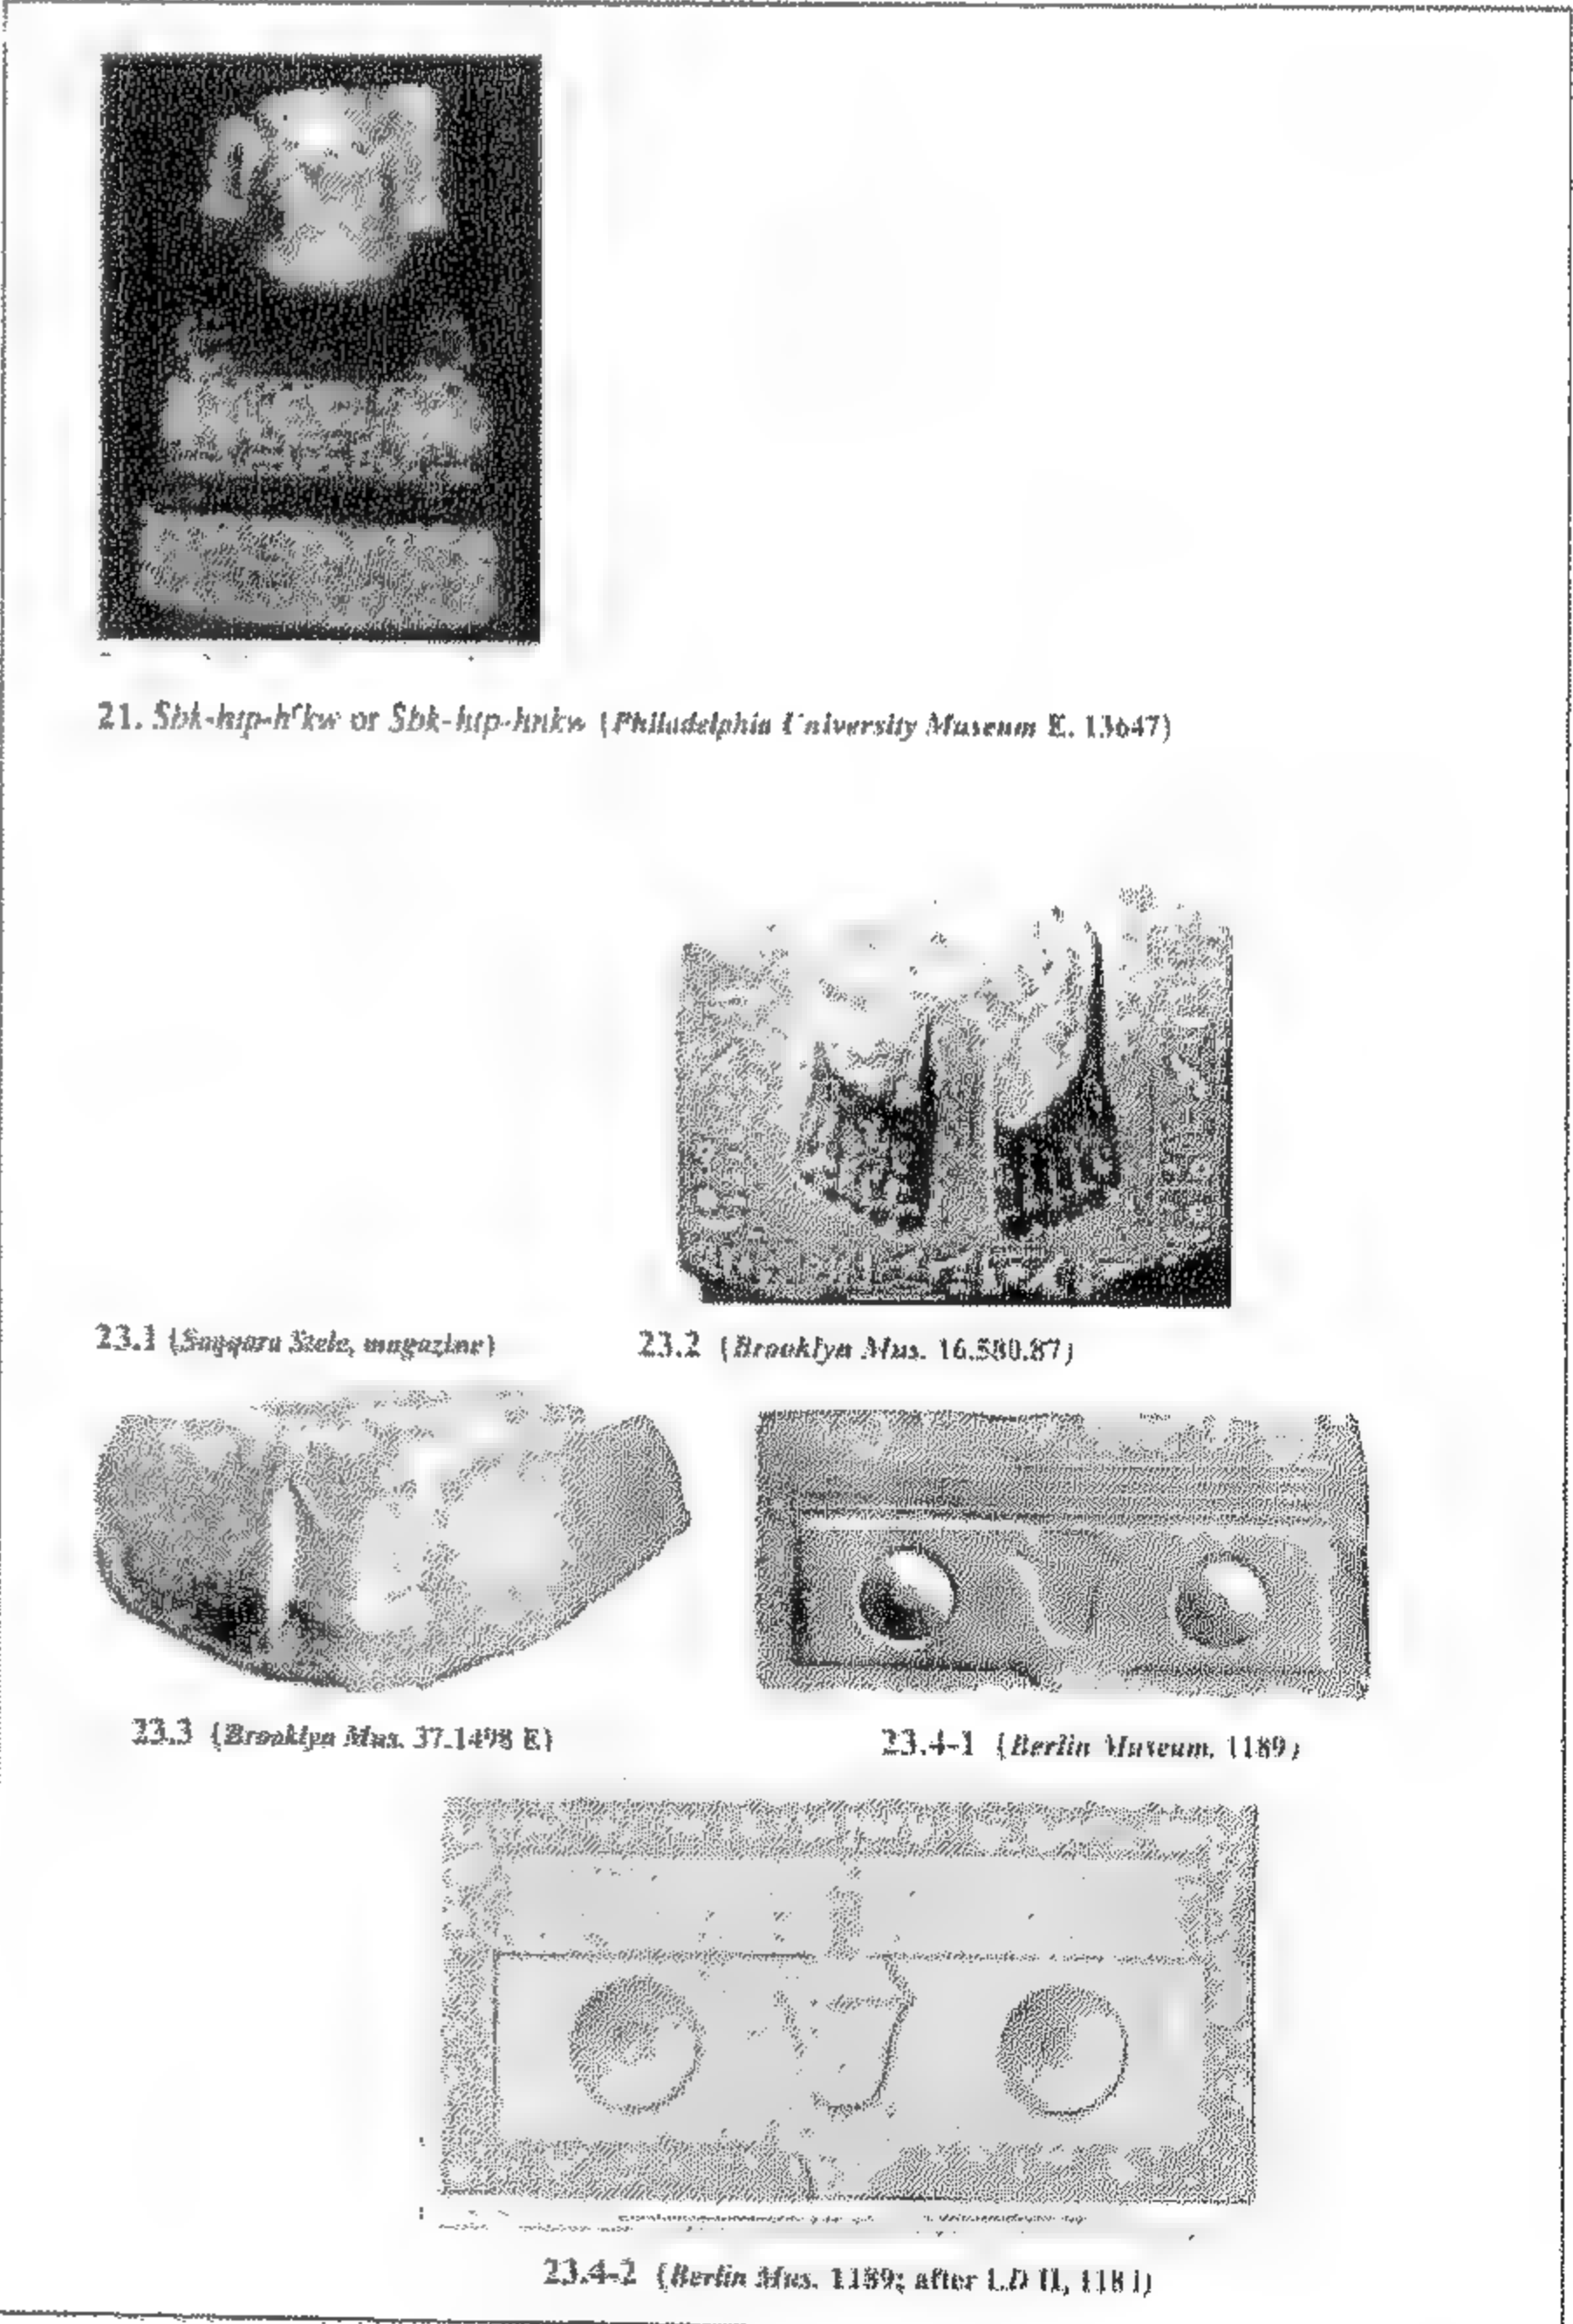 21. Sbk-htp-hꜥkw or Sbk-htp-hnkw (Philadelphia University Museum E. 13647)
23.1 (Saqqara Stele, magazine)
23.2 (Brooklyn Mus. 16.580.87)
23.3 (Brooklyn Mus. 37.1498 E)
23.4-1 (Berlin Museum, 1189)
23.4-2 (Berlin Mus. 1189; after LD II, 118 i)